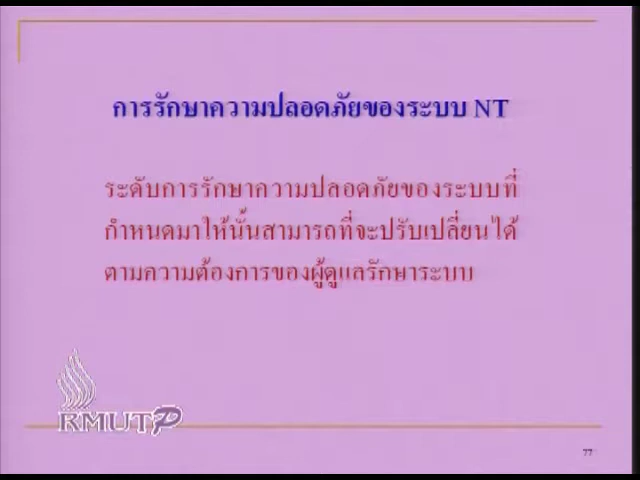 การรักษาความปลอดภัยของระบบ NT
ระดับการรักษาความปลอดภัยของระบบที่
กำหนดมาให้นั้นสามารถที่จะปรับเปลี่ยนได้
ตามความต้องการของผู้ดูแลรักษาระบบ
RMUTP
77